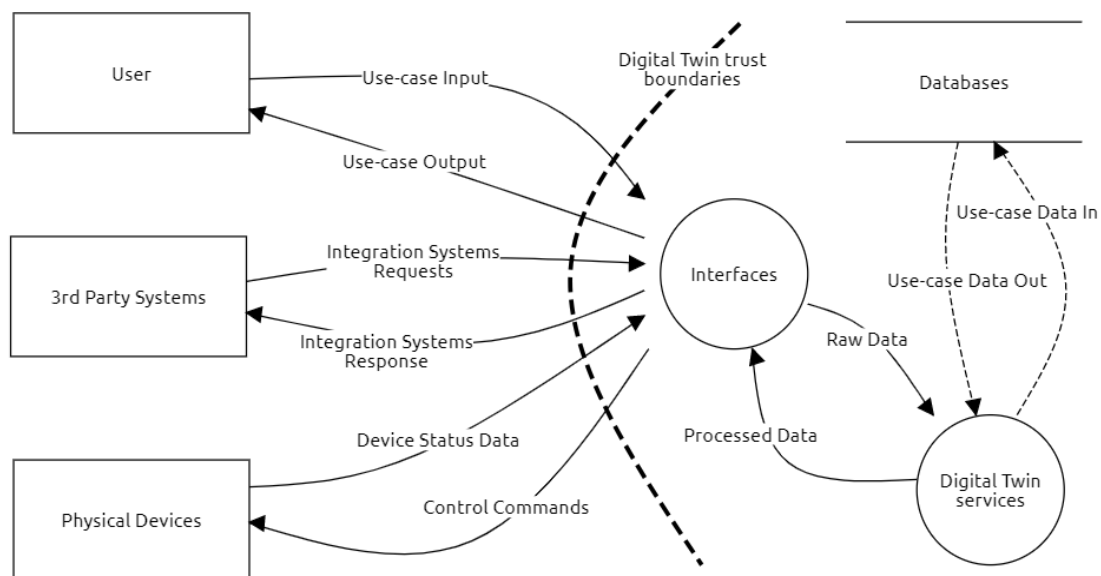 User
Use-case Input
Digital Twin trust
boundaries
Databases
Use-case Output
Use-case Data In
Integration Systems
Requests
Interfaces
Use-case Data Out
3rd Party Systems
Integration Systems
Response
Raw Data
Device Status Data
Processed Data
Digital Twin
services
Control Commands
Physical Devices